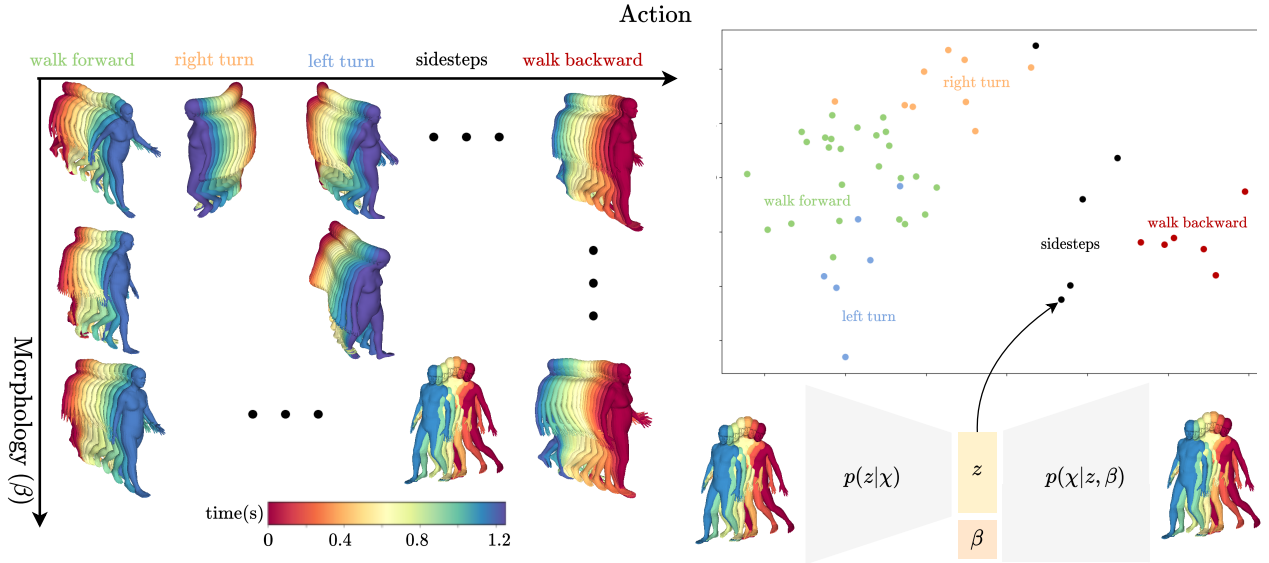 Action
walk forward
right turn
left turn
sidesteps
walk backward
Morphology (β)
time(s)
0
0.4
0.8
1.2
right turn
walk forward
walk backward
sidesteps
left turn
p(z|χ)
z
β
p(χ|z, β)